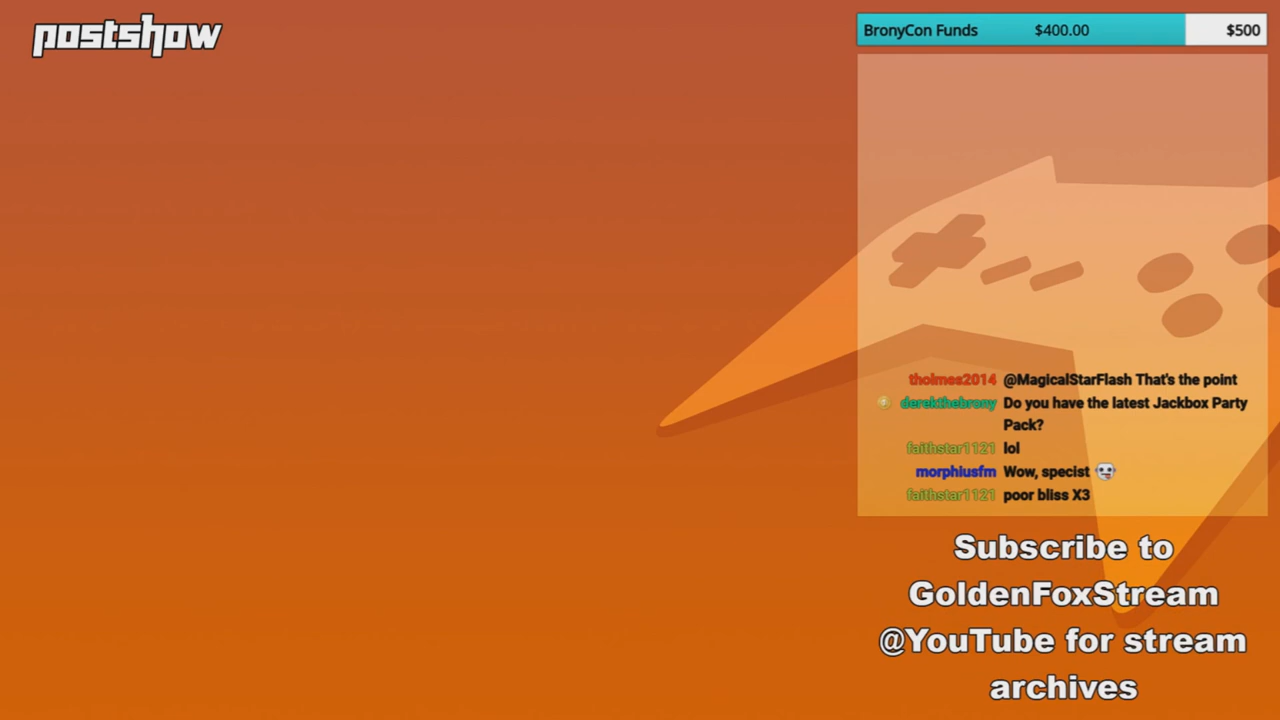 postshow
BronyCon Funds $400.00 $500
tholmes2014 @MagicalStarFlash That's the point
derekthebrony Do you have the latest Jackbox Party
Pack?
faithstar1121 lol
morphiusfm Wow, specist
faithstar1121 poor bliss X3
Subscribe to
GoldenFoxStream
@YouTube for stream
archives